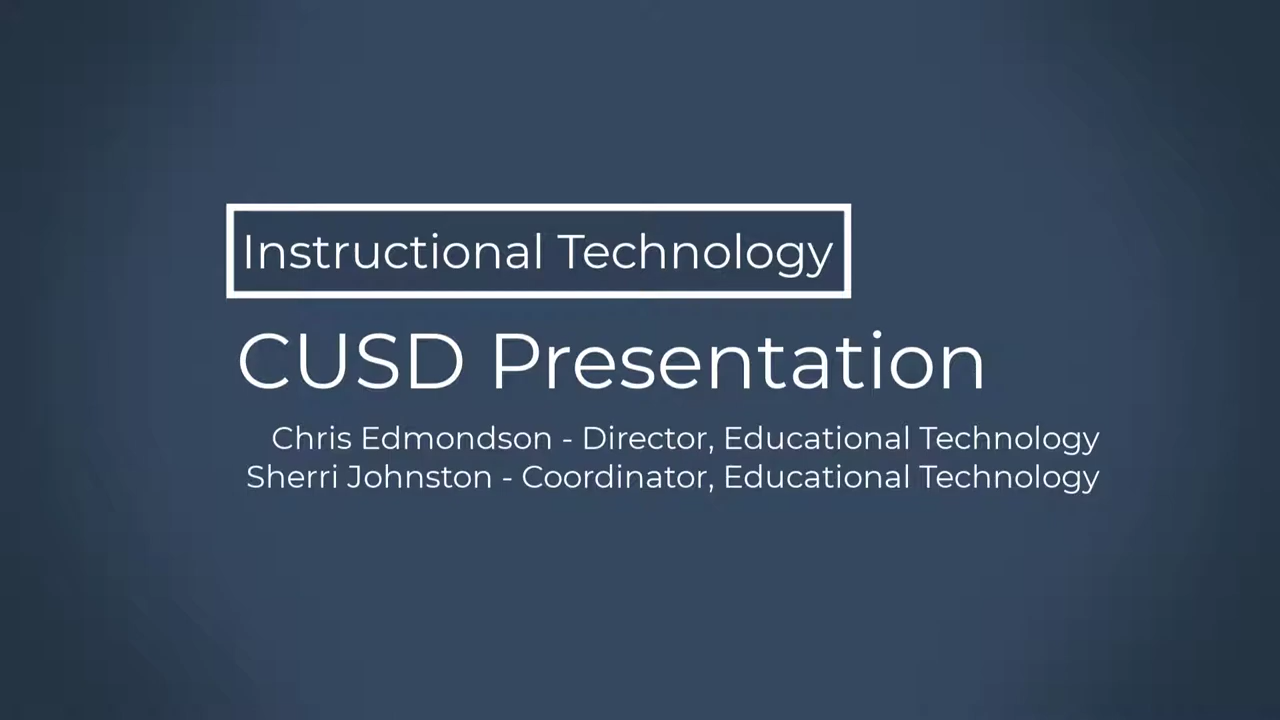 Instructional Technology
CUSD Presentation
Chris Edmondson - Director, Educational Technology
Sherri Johnston - Coordinator, Educational Technology